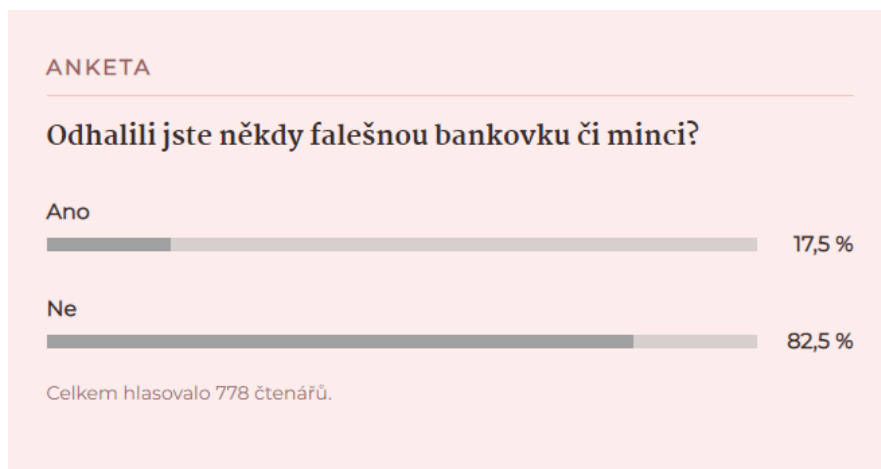 ANKETA
Odhalili jste někdy falešnou bankovku či minci?
Ano
17,5 %
Ne
82,5 %
Celkem hlasovalo 778 čtenářů.